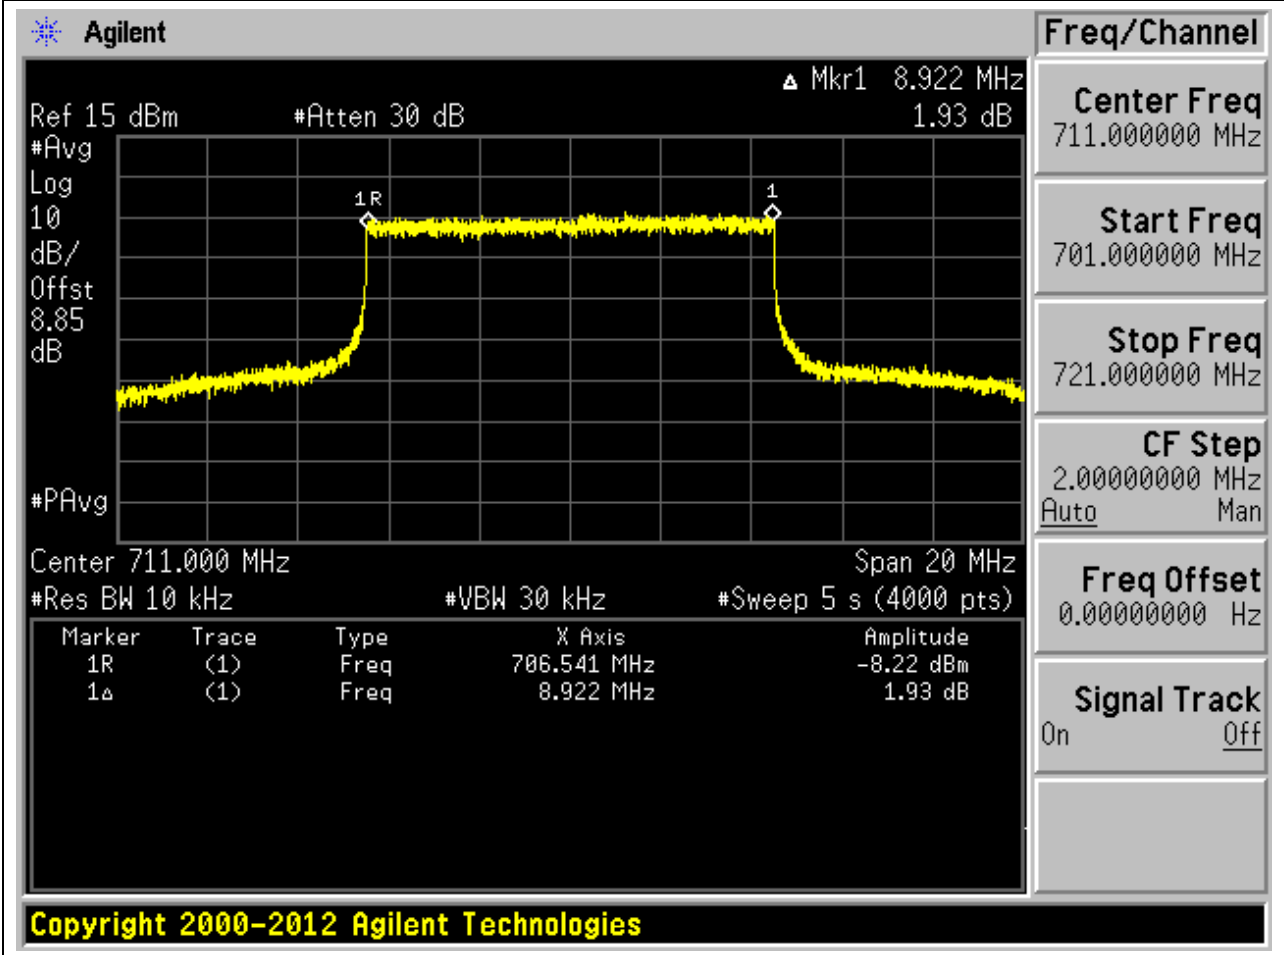 Agilent
Freq/Channel
Δ Mkr1 8.922 MHz
Ref 15 dBm #Atten 30 dB 1.93 dB
#Avg
Log
10
dB/
Offst
8.85
dB
1R
1
#PAvg
Center 711.000 MHz Span 20 MHz
#Res BW 10 kHz #VBW 30 kHz #Sweep 5 s (4000 pts)
Marker Trace Type X Axis Amplitude
1R (1) Freq 706.541 MHz -8.22 dBm
1Δ (1) Freq 8.922 MHz 1.93 dB
Center Freq
711.000000 MHz
Start Freq
701.000000 MHz
Stop Freq
721.000000 MHz
CF Step
2.00000000 MHz
Auto Man
Freq Offset
0.00000000 Hz
Signal Track
On Off
Copyright 2000-2012 Agilent Technologies